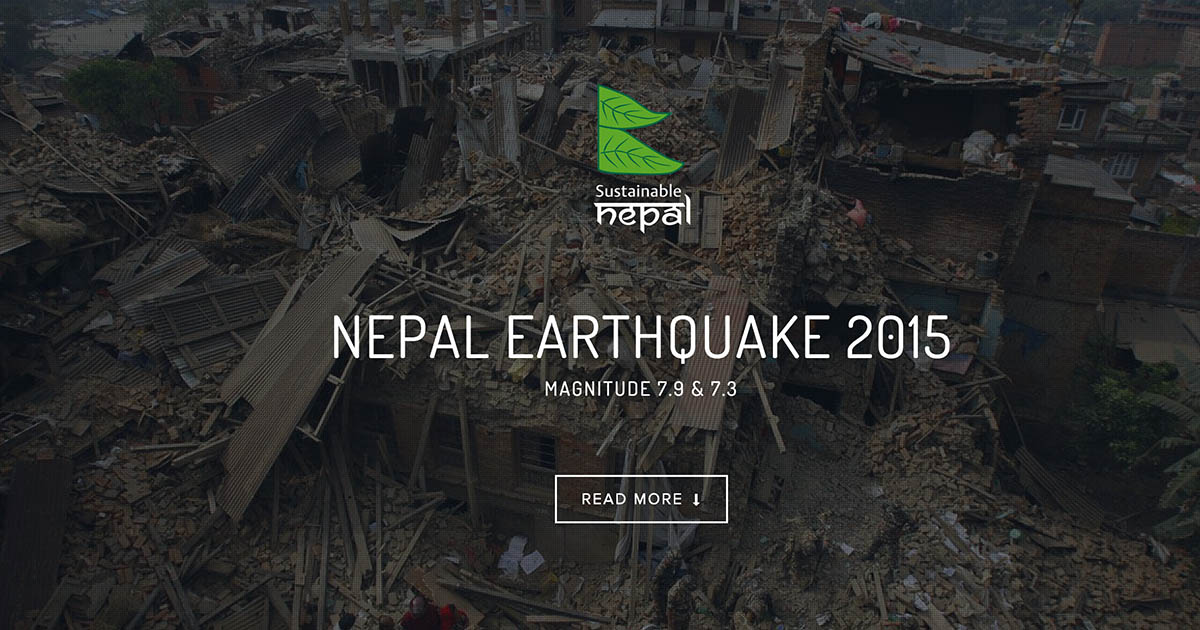 Sustainable
nepal
NEPAL EARTHQUAKE 2015
MAGNITUDE 7.9 & 7.3
READ MORE ⬇